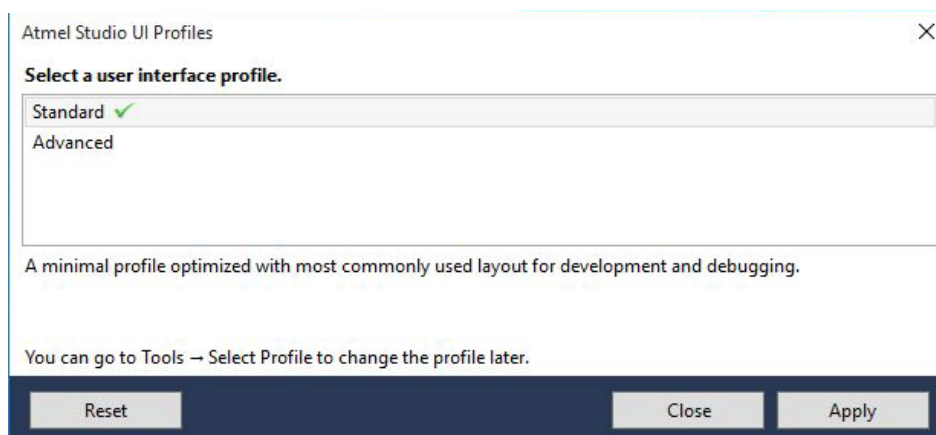 Atmel Studio UI Profiles
Select a user interface profile.
Standard
Advanced
A minimal profile optimized with most commonly used layout for development and debugging.
You can go to Tools → Select Profile to change the profile later.
Reset
Close
Apply